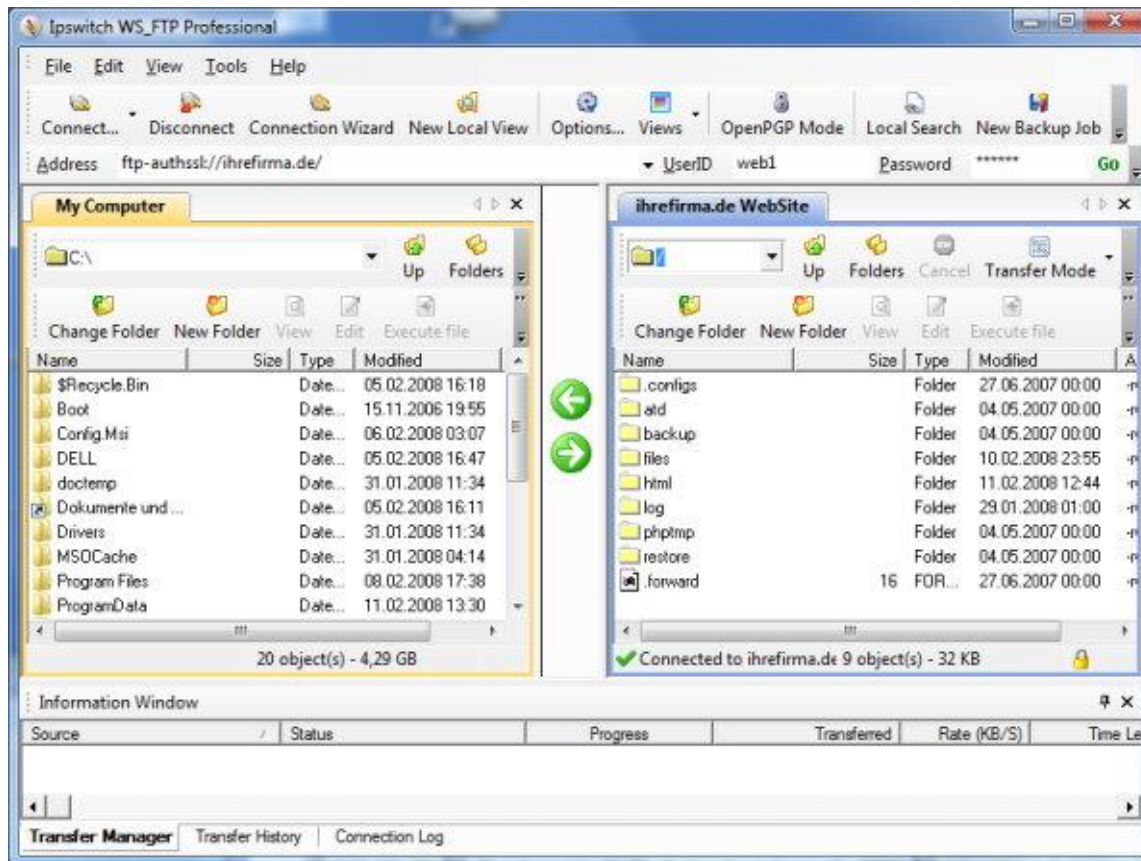 Ipswitch WS_FTP Professional
File Edit View Tools Help
Connect... Disconnect Connection Wizard New Local View Options... Views OpenPGP Mode Local Search New Backup Job
Address ftp-authssl://ihrefirma.de/ UserID web1 Password ****** Go
My Computer
C:\
Up Folders
Change Folder New Folder View Edit Execute file
Name Size Type Modified
$Recycle.Bin Date... 05.02.2008 16:18
Boot Date... 15.11.2006 19:55
Config.Msi Date... 06.02.2008 03:07
DELL Date... 05.02.2008 16:47
doctemp Date... 31.01.2008 11:34
Dokumente und ... Date... 05.02.2008 16:11
Drivers Date... 31.01.2008 11:34
MSOCache Date... 31.01.2008 04:14
Program Files Date... 08.02.2008 17:38
ProgramData Date... 11.02.2008 13:30
20 object(s) - 4,29 GB
ihrefirma.de WebSite
/
Up Folders Cancel Transfer Mode
Change Folder New Folder View Edit Execute file
Name Size Type Modified A
.configs Folder 27.06.2007 00:00
atd Folder 04.05.2007 00:00
backup Folder 04.05.2007 00:00
files Folder 10.02.2008 23:55
html Folder 11.02.2008 12:44
log Folder 29.01.2008 01:00
phptmp Folder 04.05.2007 00:00
restore Folder 04.05.2007 00:00
.forward 16 FOR... 27.06.2007 00:00
Connected to ihrefirma.de 9 object(s) - 32 KB
Information Window
Source Status Progress Transferred Rate (KB/S) Time Le
Transfer Manager Transfer History Connection Log